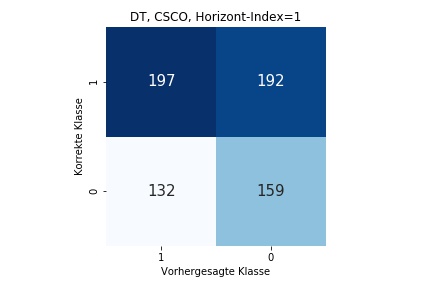 DT, CSCO, Horizont-Index=1
Korrekte Klasse
1
197
192
0
132
159
1
0
Vorhergesagte Klasse